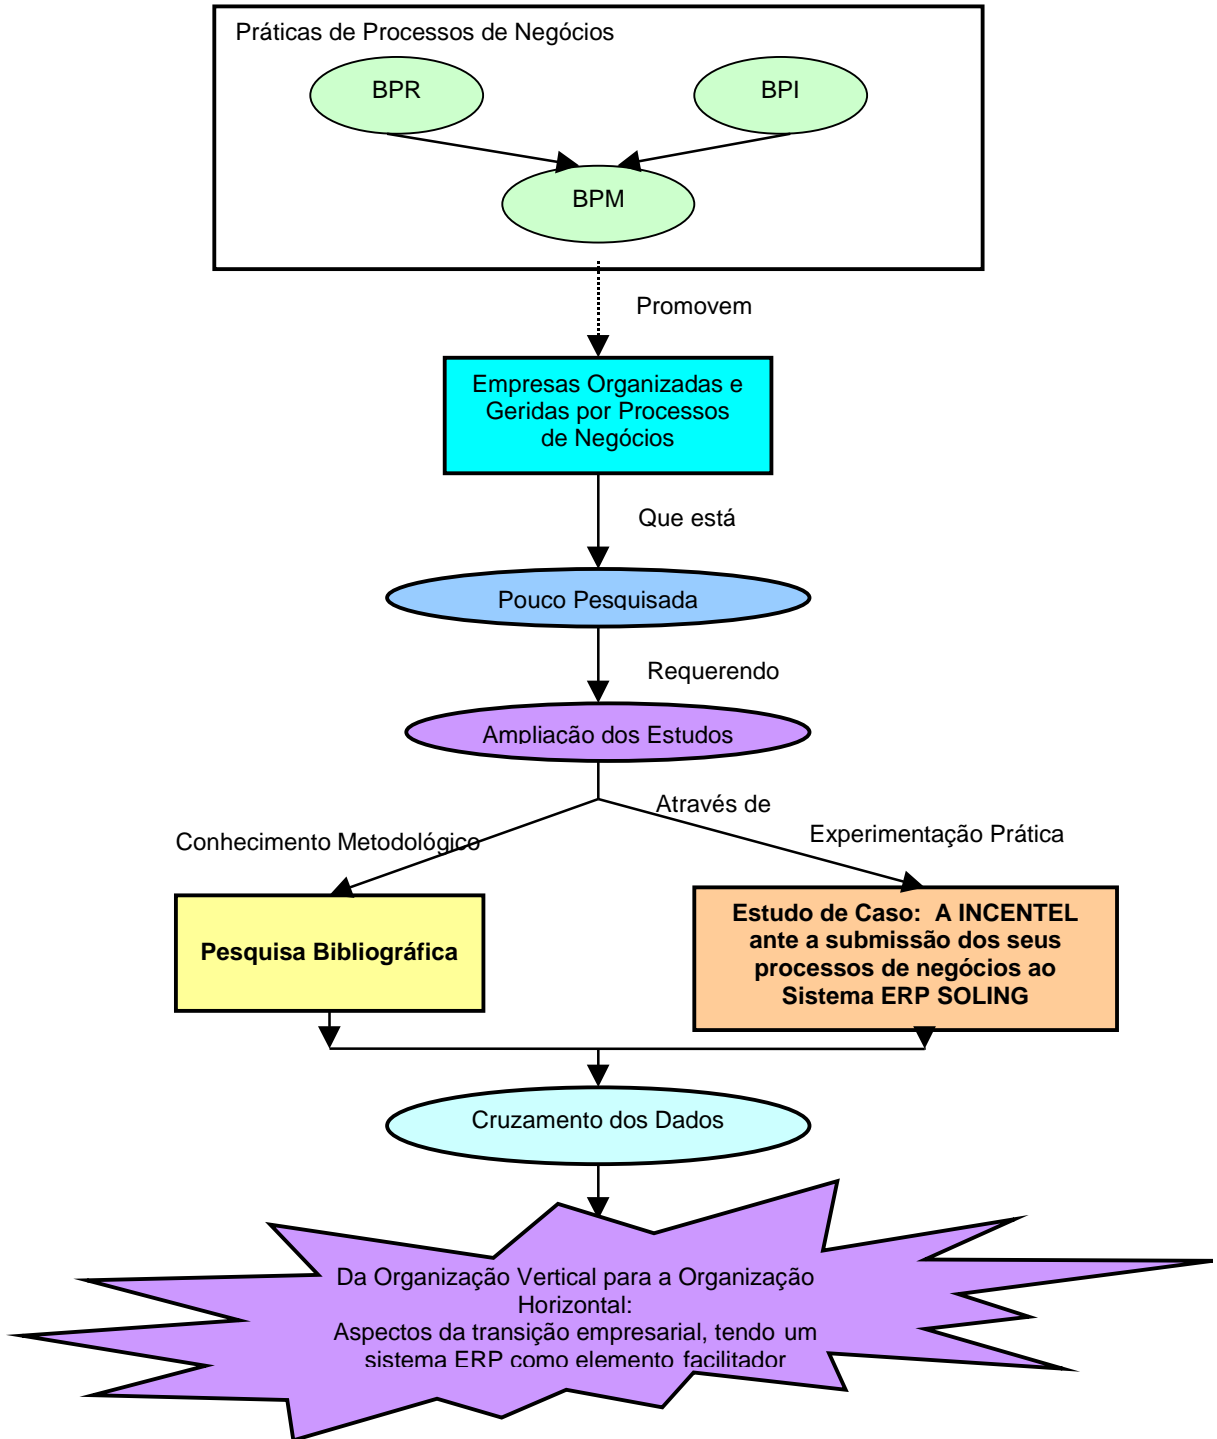 Práticas de Processos de Negócios
BPR
BPI
BPM
Promovem
Empresas Organizadas e
Geridas por Processos
de Negócios
Que está
Pouco Pesquisada
Requerendo
Ampliação dos Estudos
Através de
Conhecimento Metodológico
Experimentação Prática
Pesquisa Bibliográfica
Estudo de Caso: A INCENTEL
ante a submissão dos seus
processos de negócios ao
Sistema ERP SOLING
Cruzamento dos Dados
Da Organização Vertical para a Organização
Horizontal:
Aspectos da transição empresarial, tendo um
sistema ERP como elemento facilitador